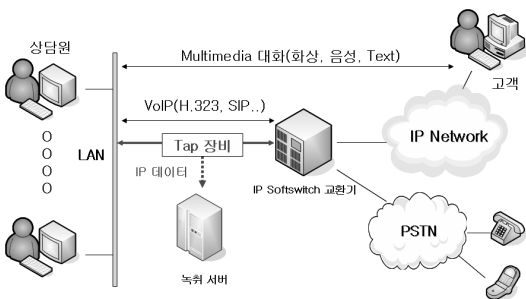 상담원
Multimedia 대화(화상, 음성, Text)
고객
VoIP(H.323, SIP..)
IP Network
O
O
O
O
LAN
Tap 장비
IP 데이터
IP Softswitch 교환기
PSTN
녹취 서버